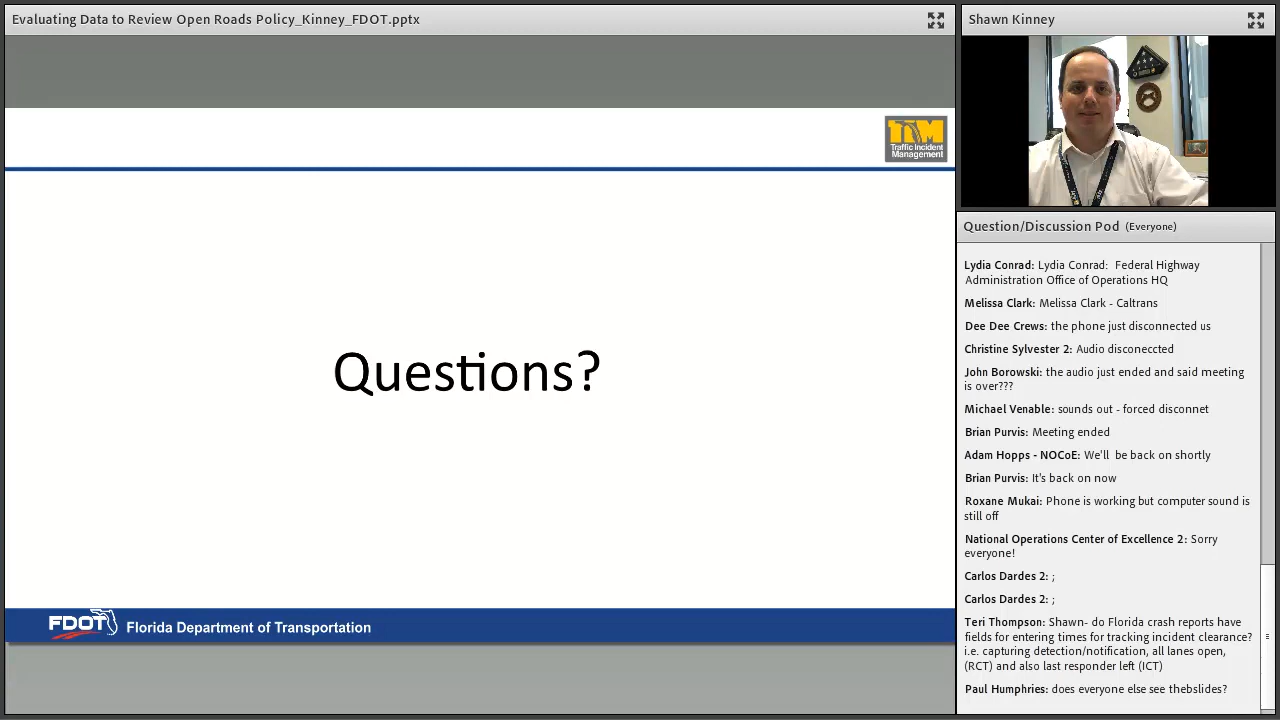 Evaluating Data to Review Open Roads Policy_Kinney_FDOT.pptx
TIM
Traffic Incident
Management
Questions?
FDOT
Florida Department of Transportation
Shawn Kinney
Question/Discussion Pod (Everyone)
Lydia Conrad: Lydia Conrad:  Federal Highway
Administration Office of Operations HQ
Melissa Clark: Melissa Clark - Caltrans
Dee Dee Crews: the phone just disconnected us
Christine Sylvester 2: Audio disoneccted
John Borowski: the audio just ended and said meeting
is over???
Michael Venable: sounds out - forced disconnet
Brian Purvis: Meeting ended
Adam Hopps - NOCoE: We'll  be back on shortly
Brian Purvis: It's back on now
Roxane Mukai: Phone is working but computer sound is
still off
National Operations Center of Excellence 2: Sorry
everyone!
Carlos Dardes 2: ;
Carlos Dardes 2: ;
Teri Thompson: Shawn- do Florida crash reports have
fields for entering times for tracking incident clearance?
i.e. capturing detection/notification, all lanes open,
(RCT) and also last responder left (ICT)
Paul Humphries: does everyone else see thebslides?